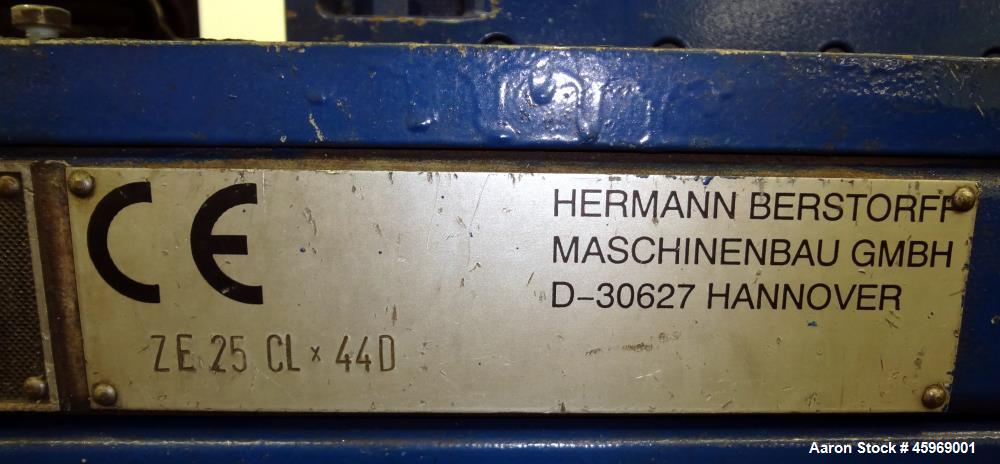 CE
HERMANN BERSTORFF
MASCHINENBAU GMBH
D-30627 HANNOVER
ZE 25 CL x 44D
Aaron Stock # 45969001